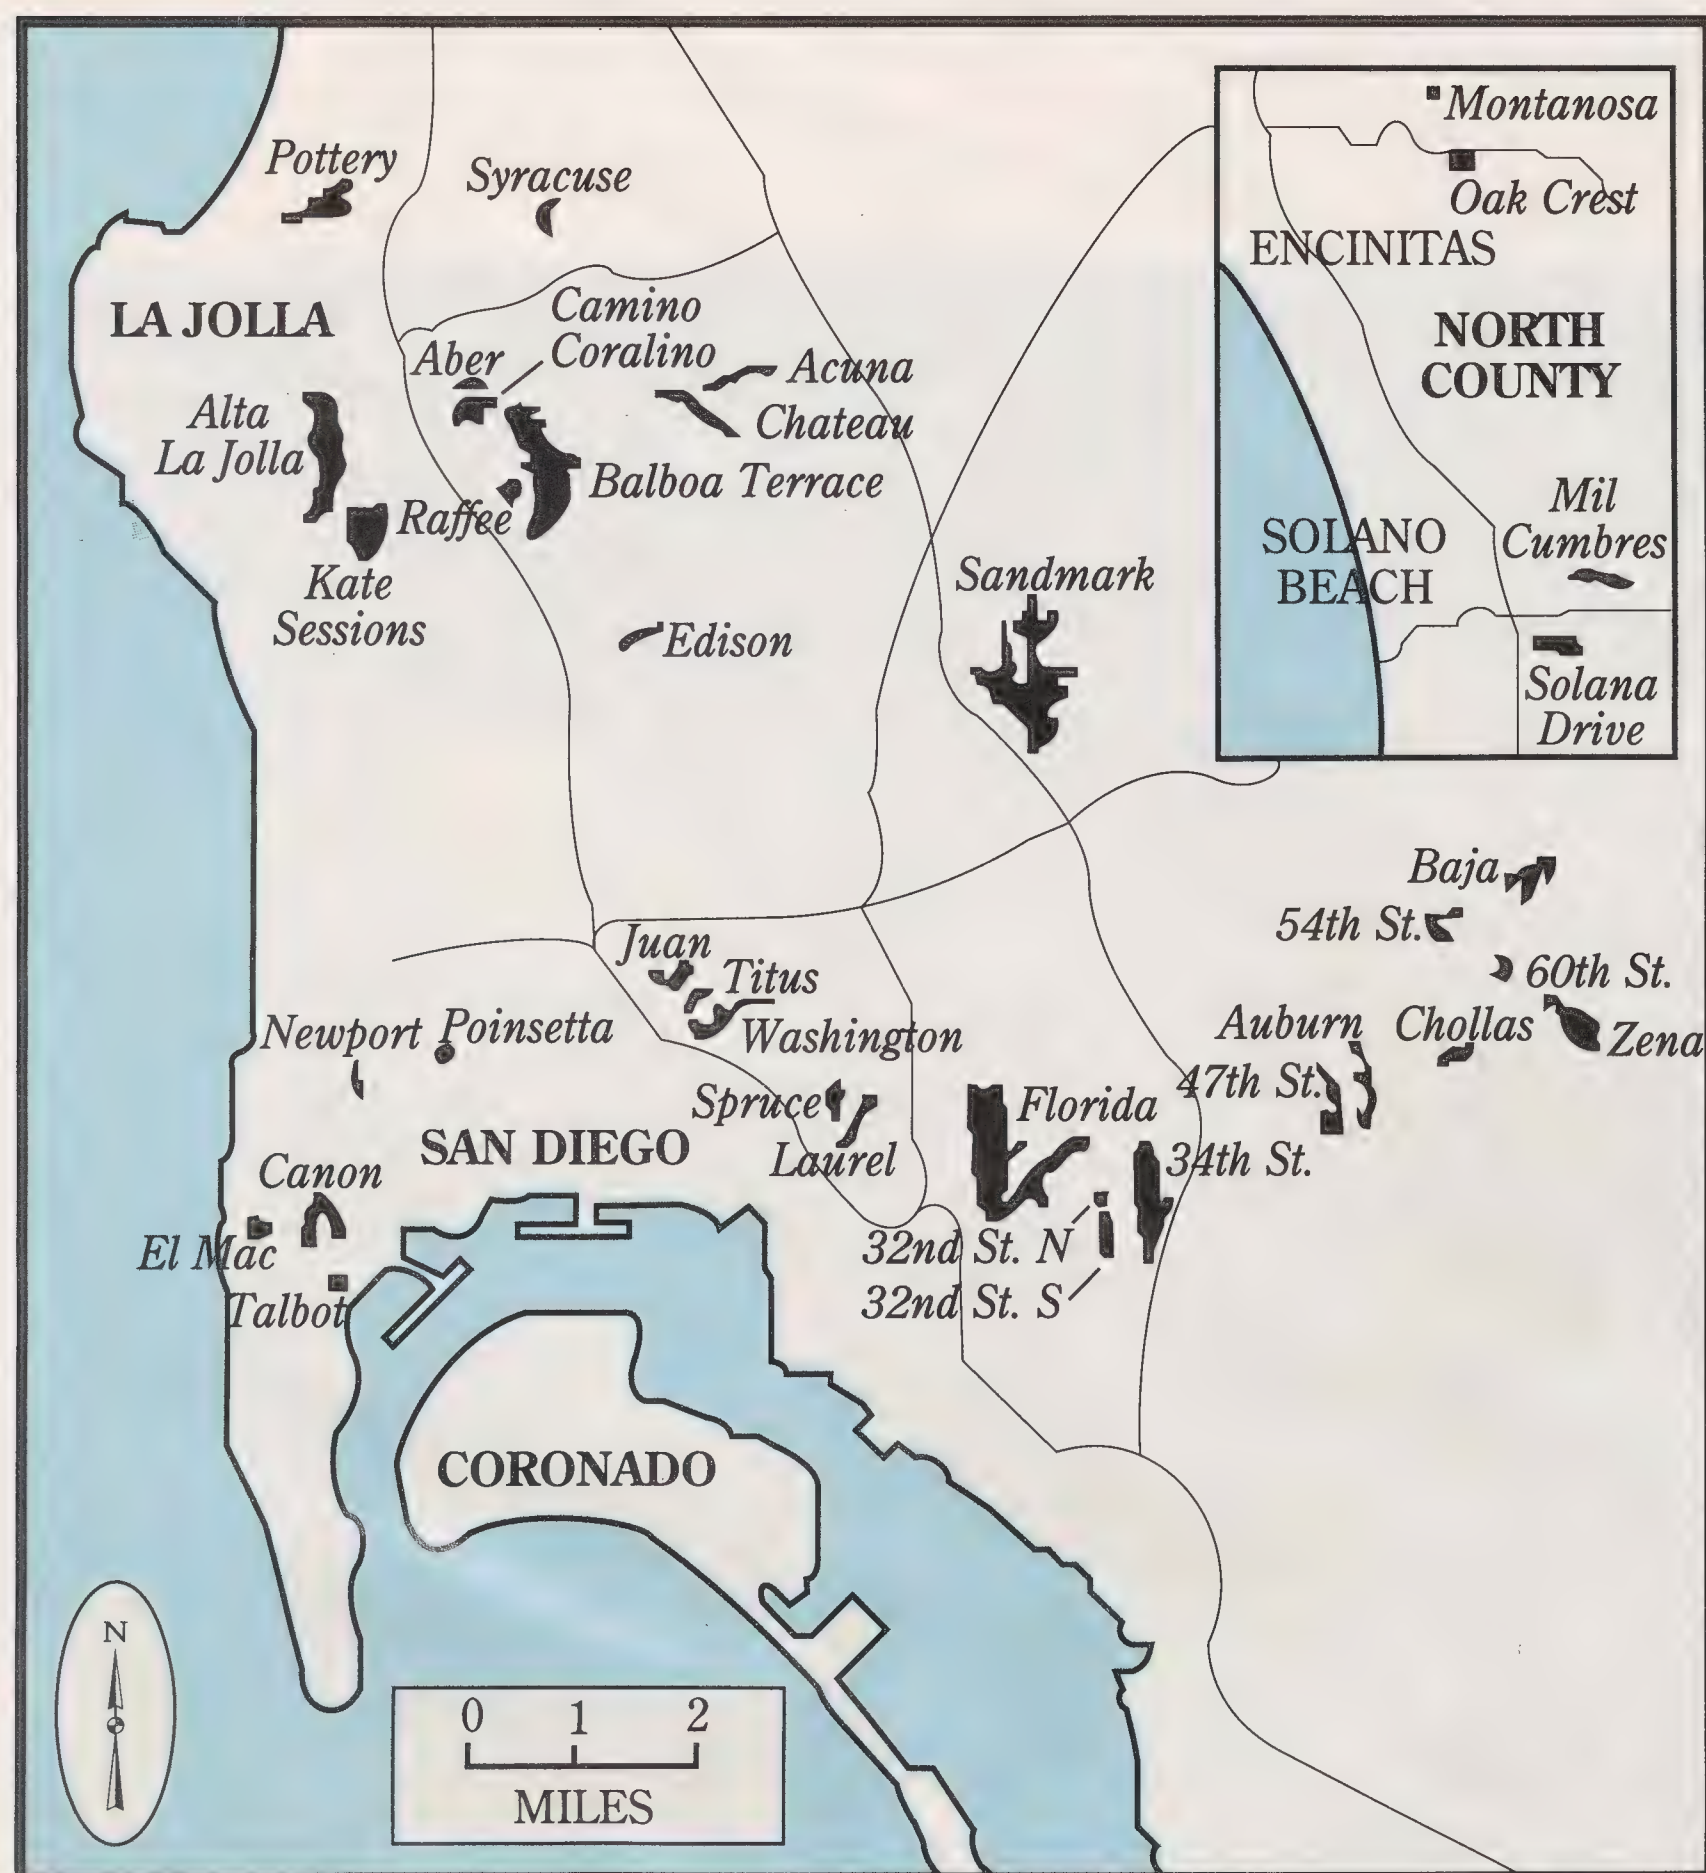 Pottery
Syracuse
LA JOLLA
Camino
Coralino
Aber
Acuna
Chateau
Alta
La Jolla
Balboa Terrace
Raffee
Kate
Sessions
Edison
Sandmark
Montanosa
Oak Crest
ENCINITAS
NORTH
COUNTY
Mil
Cumbres
SOLANO
BEACH
Solana
Drive
Baja
54th St.
60th St.
Juan
Titus
Washington
Newport
Poinsetta
Auburn
Chollas
Zena
47th St.
Spruce
Florida
Laurel
34th St.
SAN DIEGO
Canon
El Mac
Talbot
32nd St. N
32nd St. S
CORONADO
N
0 1 2
MILES